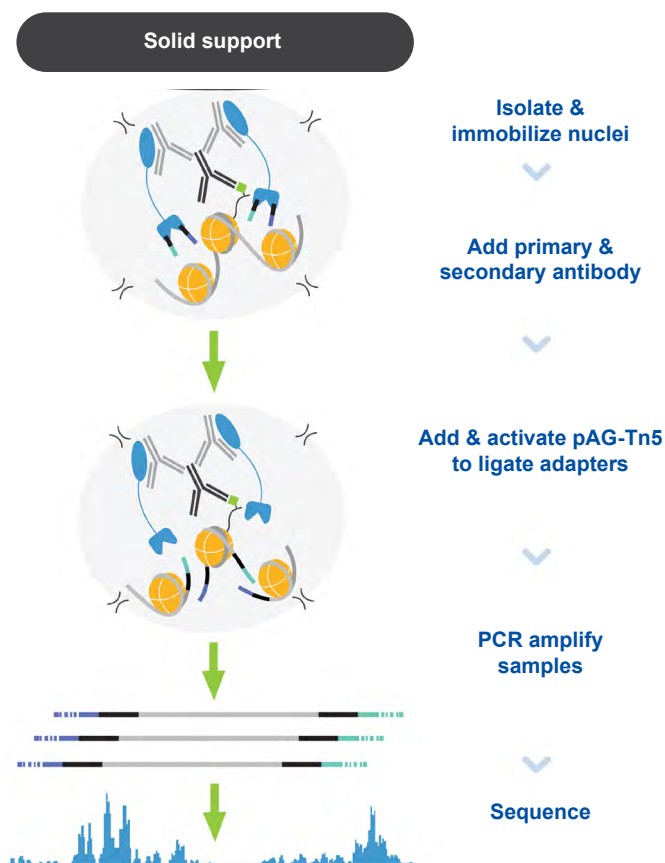 Solid support
Isolate &
immobilize nuclei
Add primary &
secondary antibody
Add & activate pAG-Tn5
to ligate adapters
PCR amplify
samples
Sequence